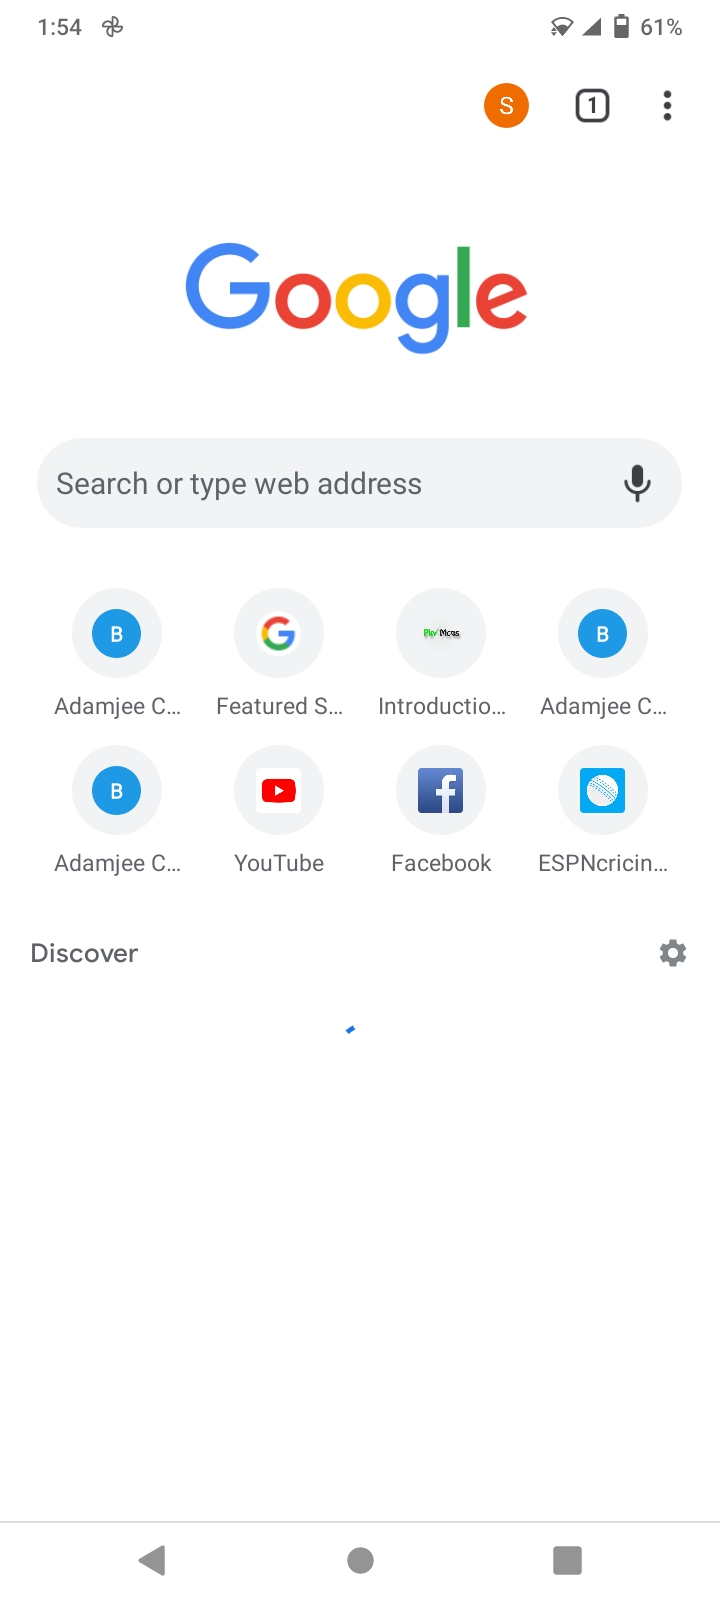 1:54 61%
S 1
Google
Search or type web address
B B
Adamjee C... Featured S... Introductio... Adamjee C...
B
Adamjee C... YouTube Facebook ESPNcricin...
Discover